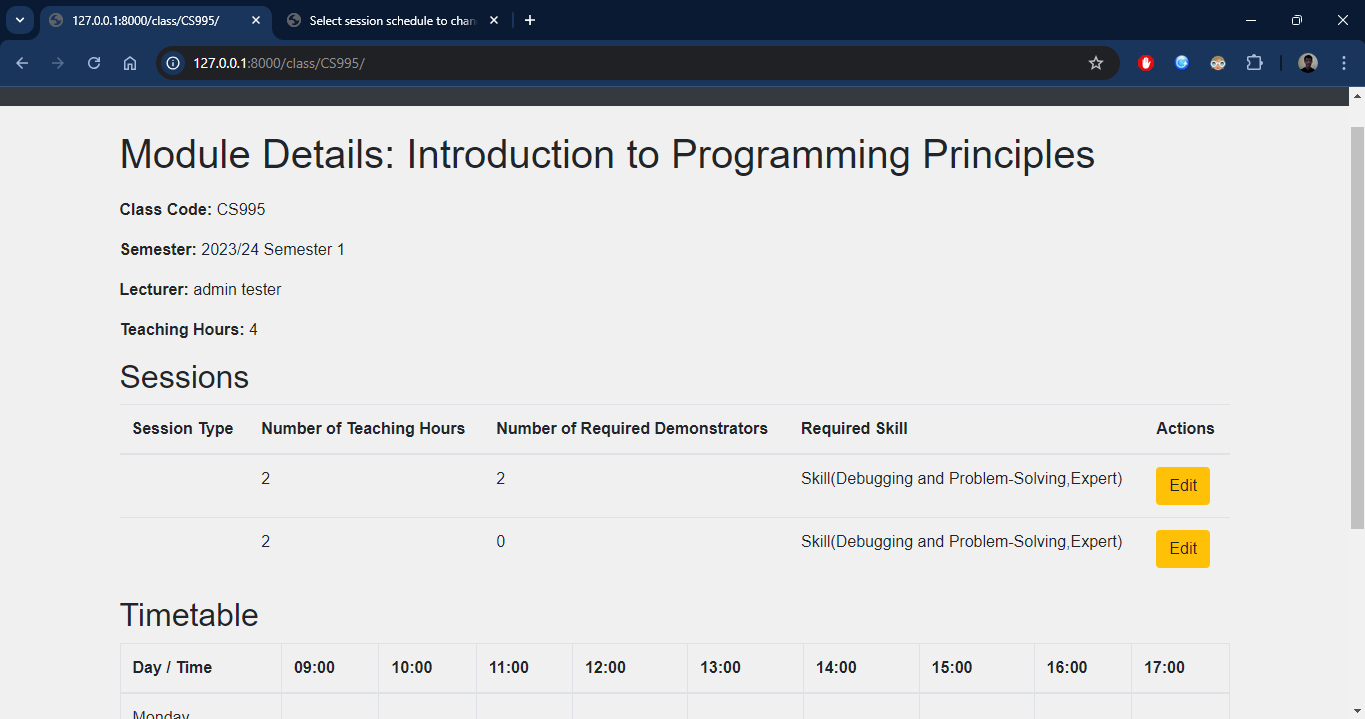 127.0.0.1:8000/class/CS995/
Select session schedule to chan
127.0.0.1:8000/class/CS995/
Module Details: Introduction to Programming Principles
Class Code: CS995
Semester: 2023/24 Semester 1
Lecturer: admin tester
Teaching Hours: 4
Sessions
Session Type Number of Teaching Hours Number of Required Demonstrators Required Skill Actions
2 2 Skill(Debugging and Problem-Solving,Expert) Edit
2 0 Skill(Debugging and Problem-Solving,Expert) Edit
Timetable
Day / Time 09:00 10:00 11:00 12:00 13:00 14:00 15:00 16:00 17:00
Monday